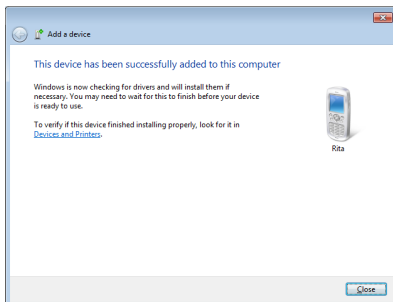 Add a device
This device has been successfully added to this computer
Windows is now checking for drivers and will install them if
necessary. You may need to wait for this to finish before your device
is ready to use.
To verify if this device finished installing properly, look for it in
Devices and Printers.
Rita
Close